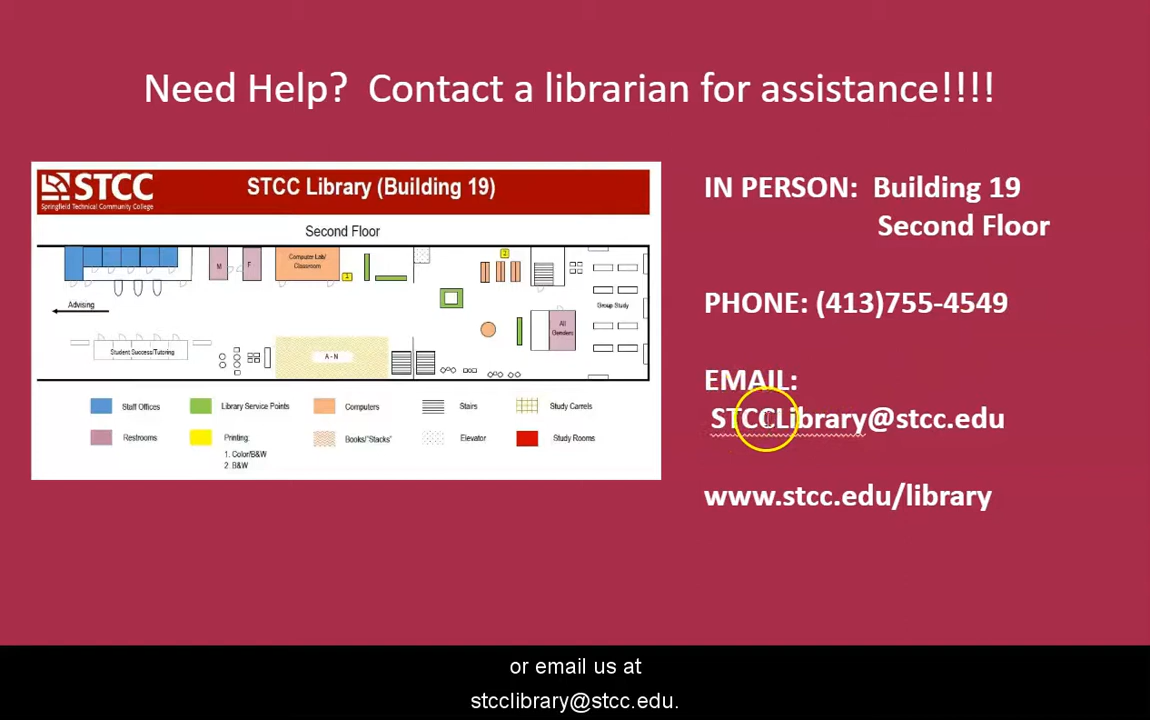 Need Help?  Contact a librarian for assistance!!!!
STCC
Springfield Technical Community College
STCC Library (Building 19)
Second Floor
M
F
Computer Lab/
Classroom
1
2
Advising
Group Study
All
Genders
Student Success/Tutoring
A - N
Staff Offices
Library Service Points
Computers
Stairs
Study Carrels
Restrooms
Printing:
1. Color/B&W
2. B&W
Books/"Stacks"
Elevator
Study Rooms
IN PERSON:  Building 19
Second Floor
PHONE: (413)755-4549
EMAIL:
STCCLibrary@stcc.edu
www.stcc.edu/library
or email us at
stcclibrary@stcc.edu.